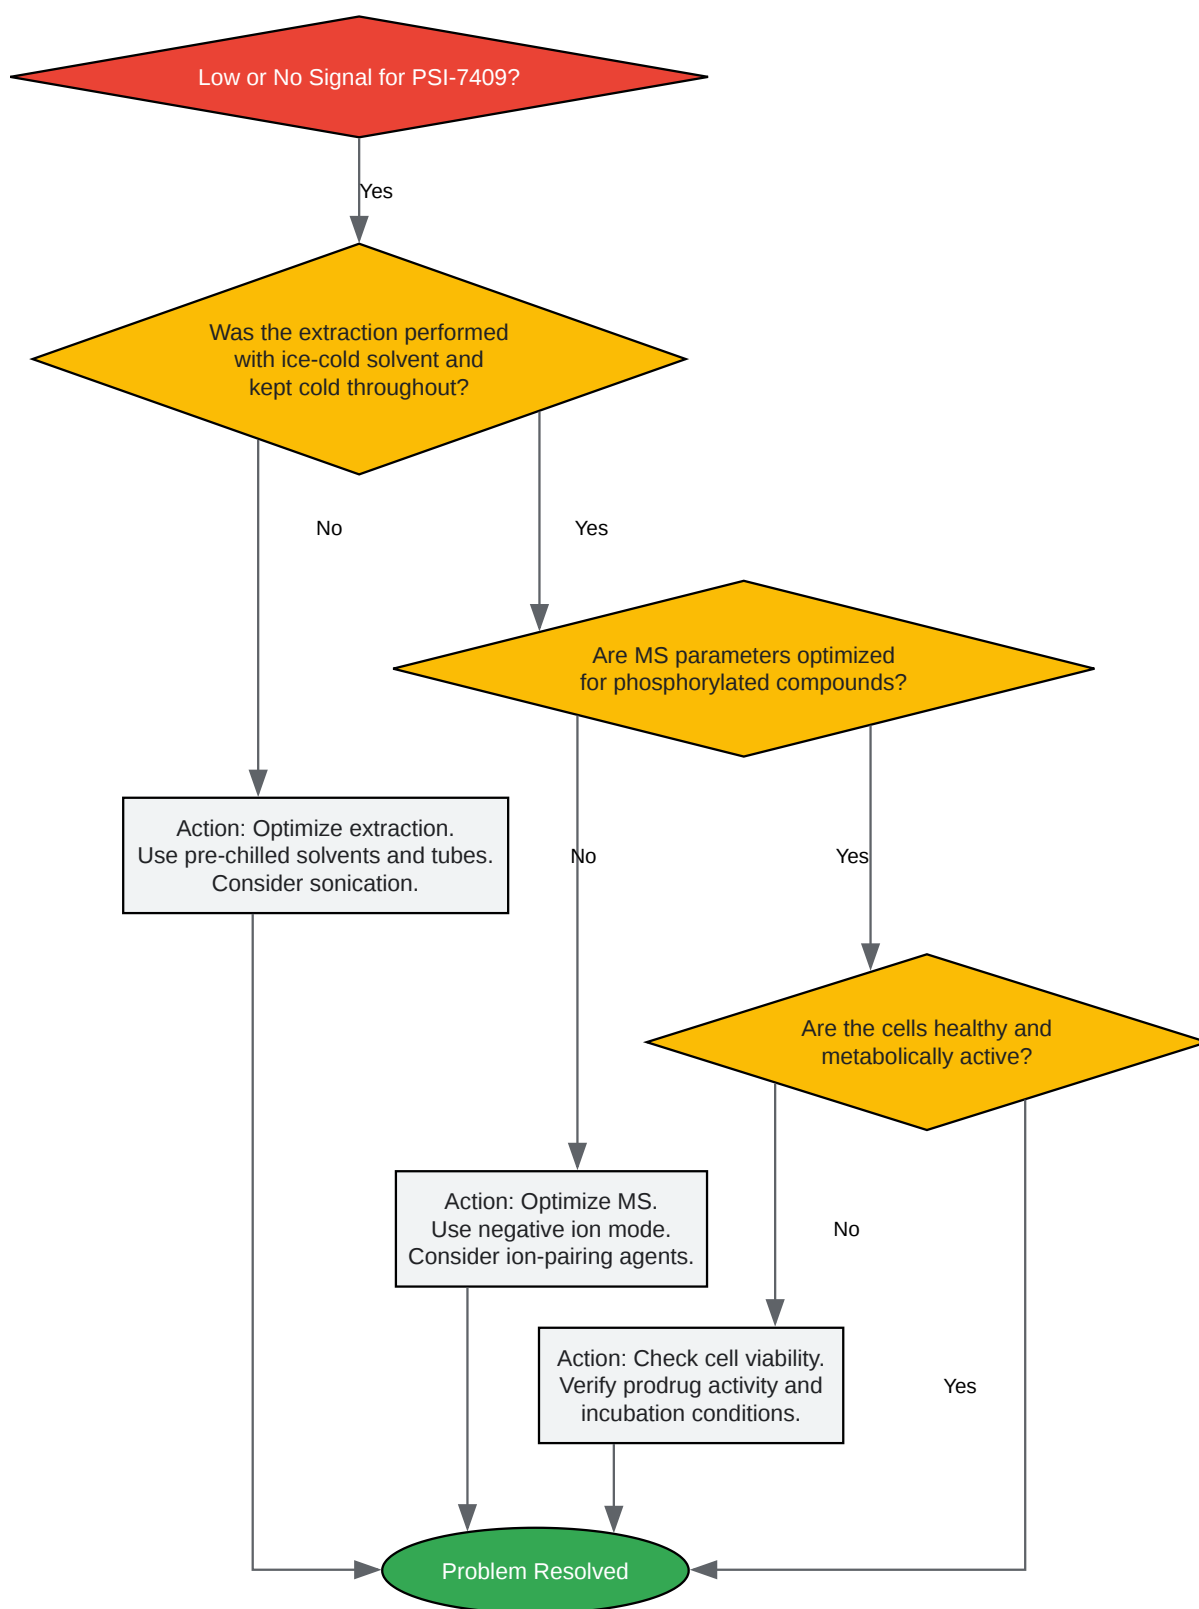 Low or No Signal for PSI-7409?
Yes
Was the extraction performed
with ice-cold solvent and
kept cold throughout?
No
Yes
Are MS parameters optimized
for phosphorylated compounds?
Action: Optimize extraction.
Use pre-chilled solvents and tubes.
Consider sonication.
No
Yes
Are the cells healthy and
metabolically active?
Action: Optimize MS.
Use negative ion mode.
Consider ion-pairing agents.
No
Action: Check cell viability.
Verify prodrug activity and
incubation conditions.
Yes
Problem Resolved